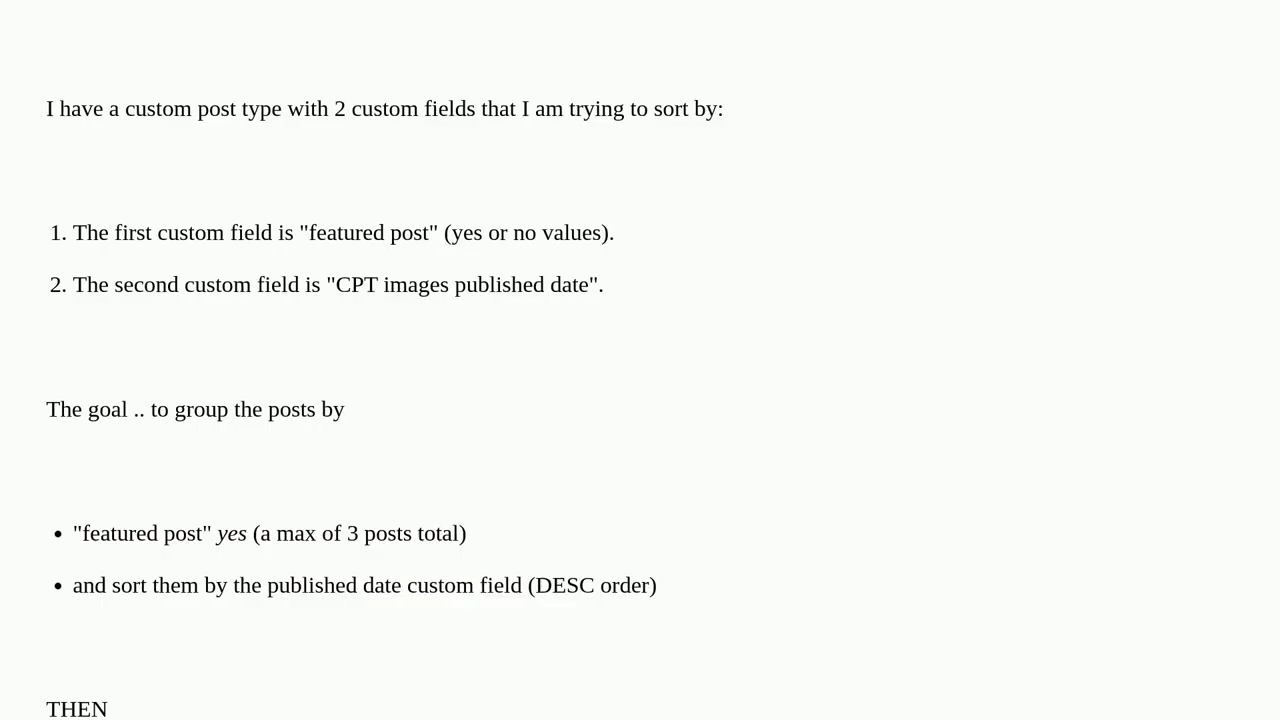 I have a custom post type with 2 custom fields that I am trying to sort by:
1. The first custom field is "featured post" (yes or no values).
2. The second custom field is "CPT images published date".
The goal .. to group the posts by
• "featured post" yes (a max of 3 posts total)
• and sort them by the published date custom field (DESC order)
THEN